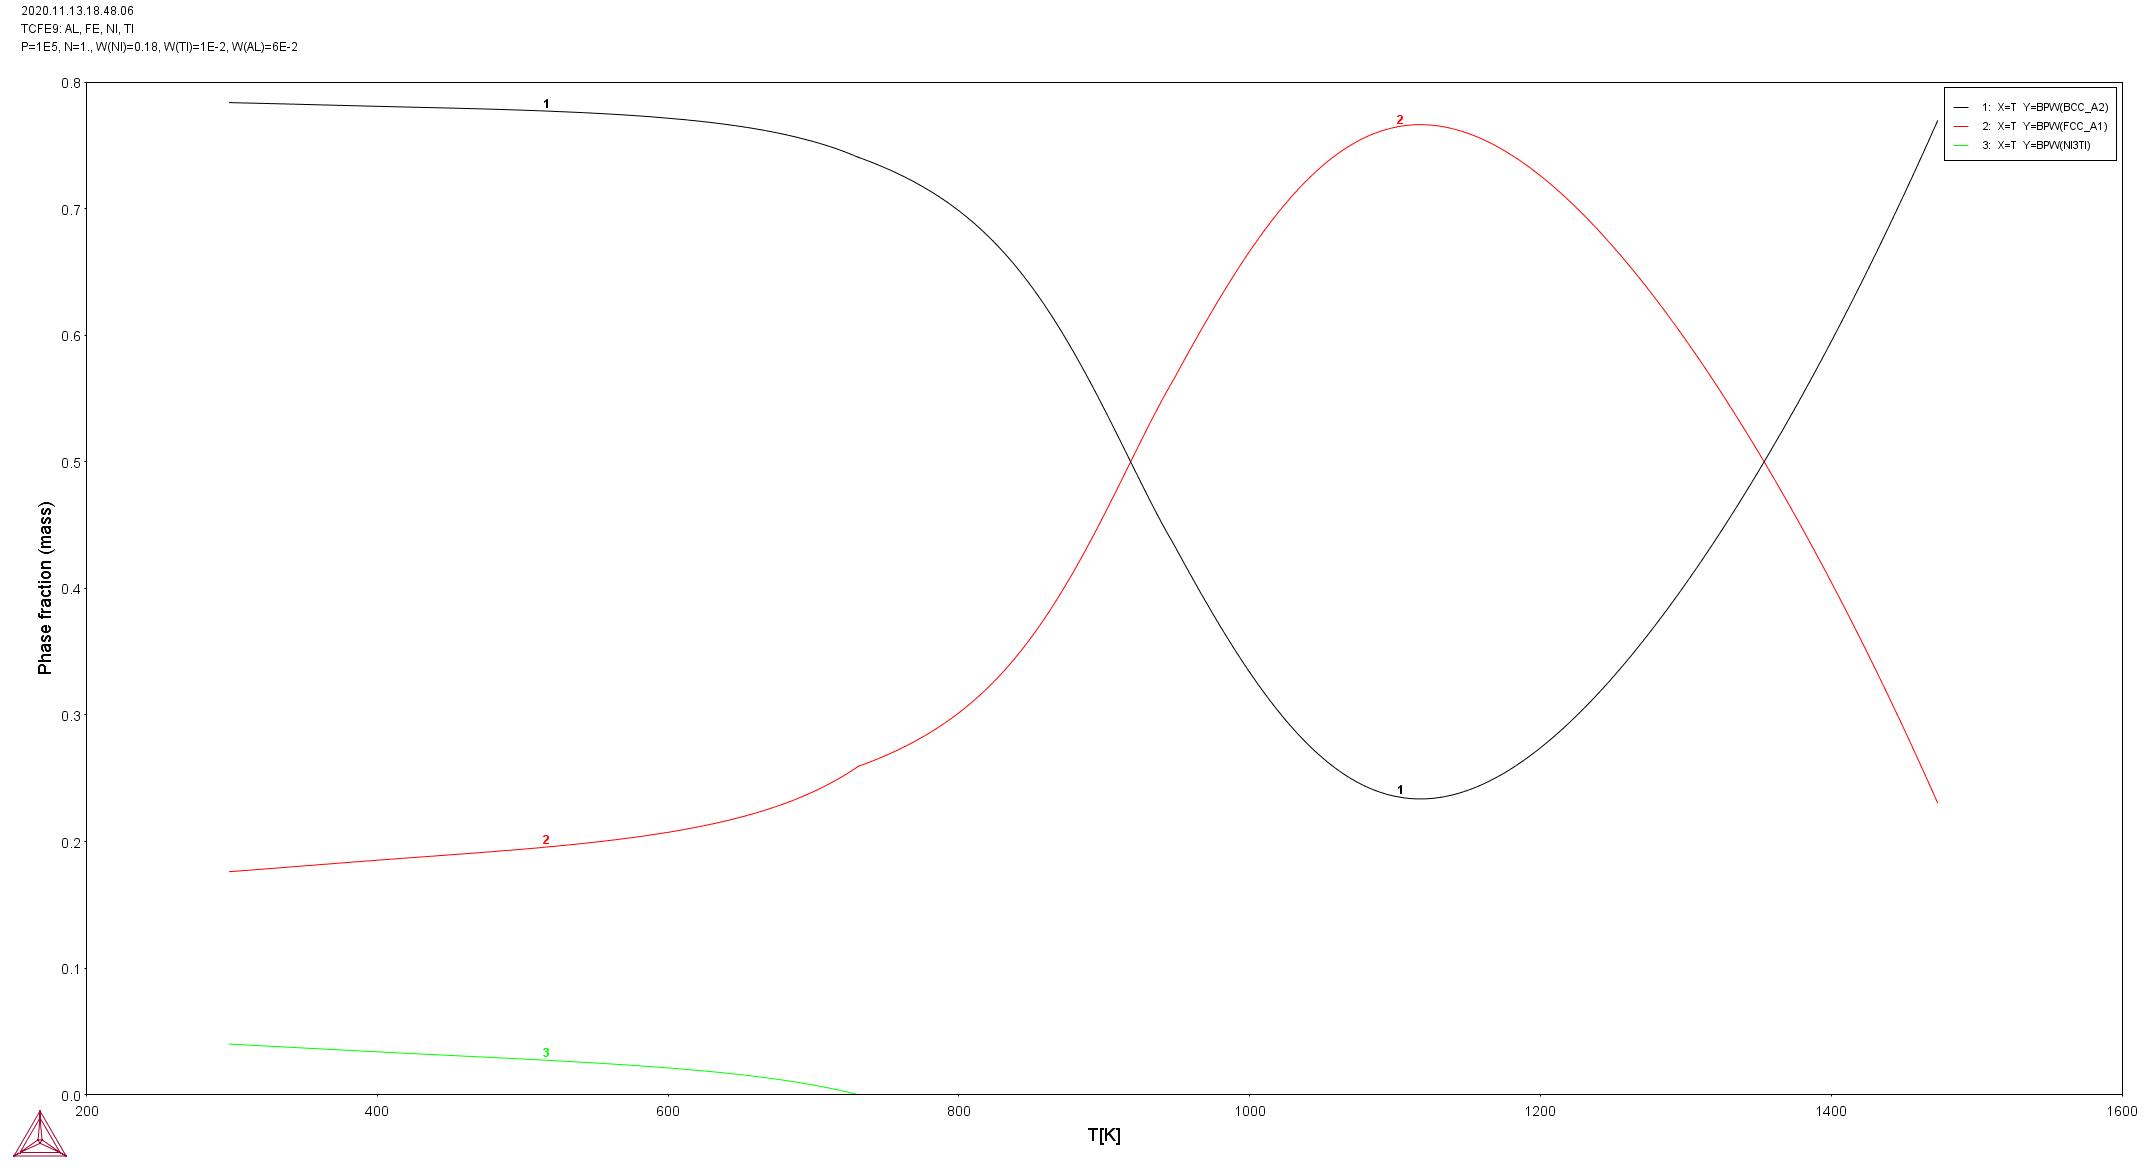 2020.11.13.18.48.06
TCFE9: AL, FE, NI, TI
P=1E5, N=1., W(NI)=0.18, W(TI)=1E-2, W(AL)=6E-2
1: X=T Y=BPW(BCC_A2)
2: X=T Y=BPW(FCC_A1)
3: X=T Y=BPW(NI3TI)
0.8
0.7
0.6
0.5
0.4
0.3
0.2
0.1
0.0
Phase fraction (mass)
1
2
2
1
3
200 400 600 800 1000 1200 1400 1600
T[K]